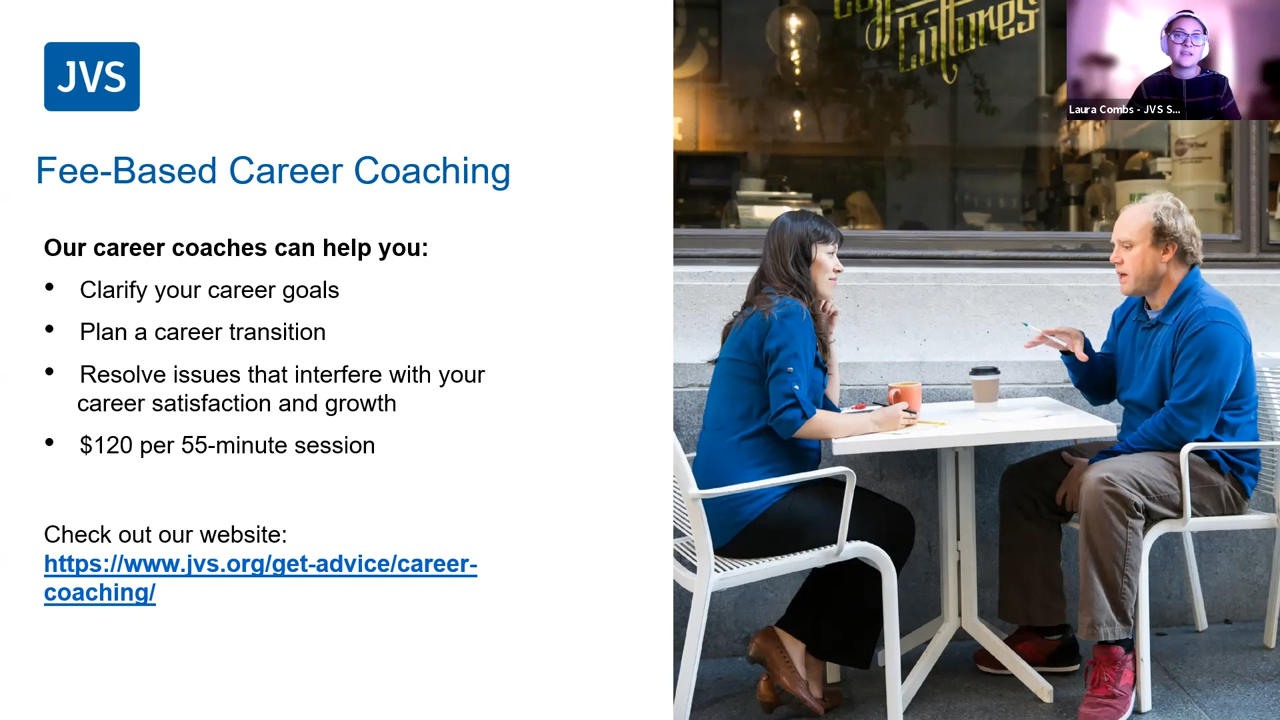 JVS
Fee-Based Career Coaching
Our career coaches can help you:
• Clarify your career goals
• Plan a career transition
• Resolve issues that interfere with your
career satisfaction and growth
• $120 per 55-minute session
Check out our website:
https://www.jvs.org/get-advice/career-
coaching/
Cultures
Laura Combs - JVS S...